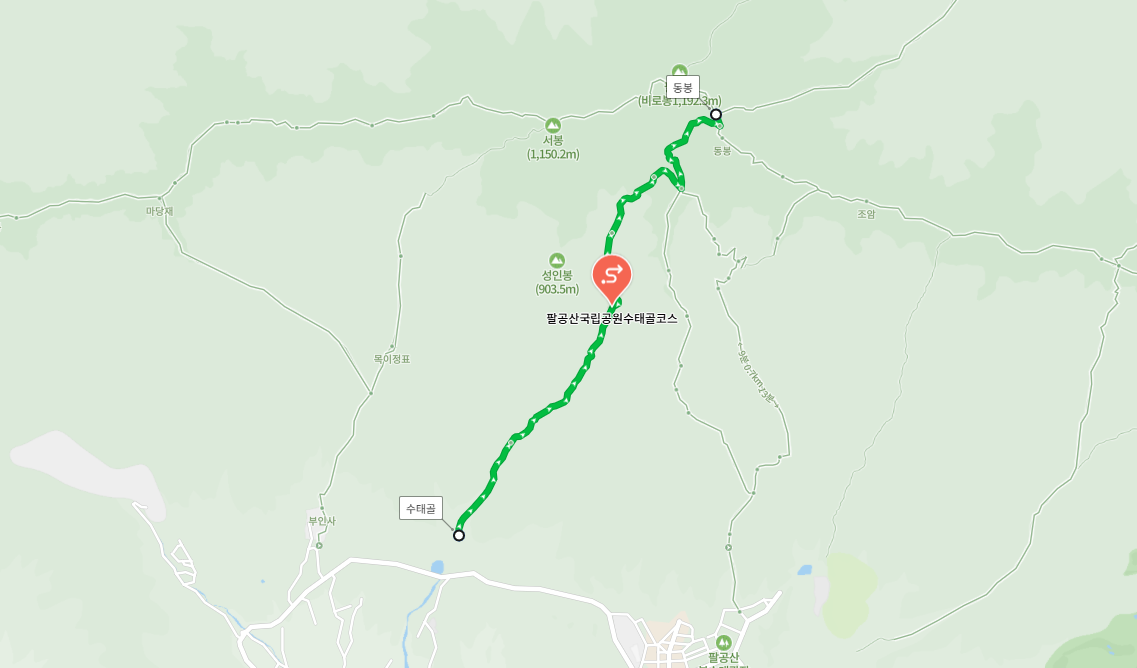 동봉
(비로봉1,192.3m)
서봉
(1,150.2m)
동봉
마당재
조암
성인봉
(903.5m)
팔공산국립공원수태골코스
목이정표
수태골
부인사
팔공산